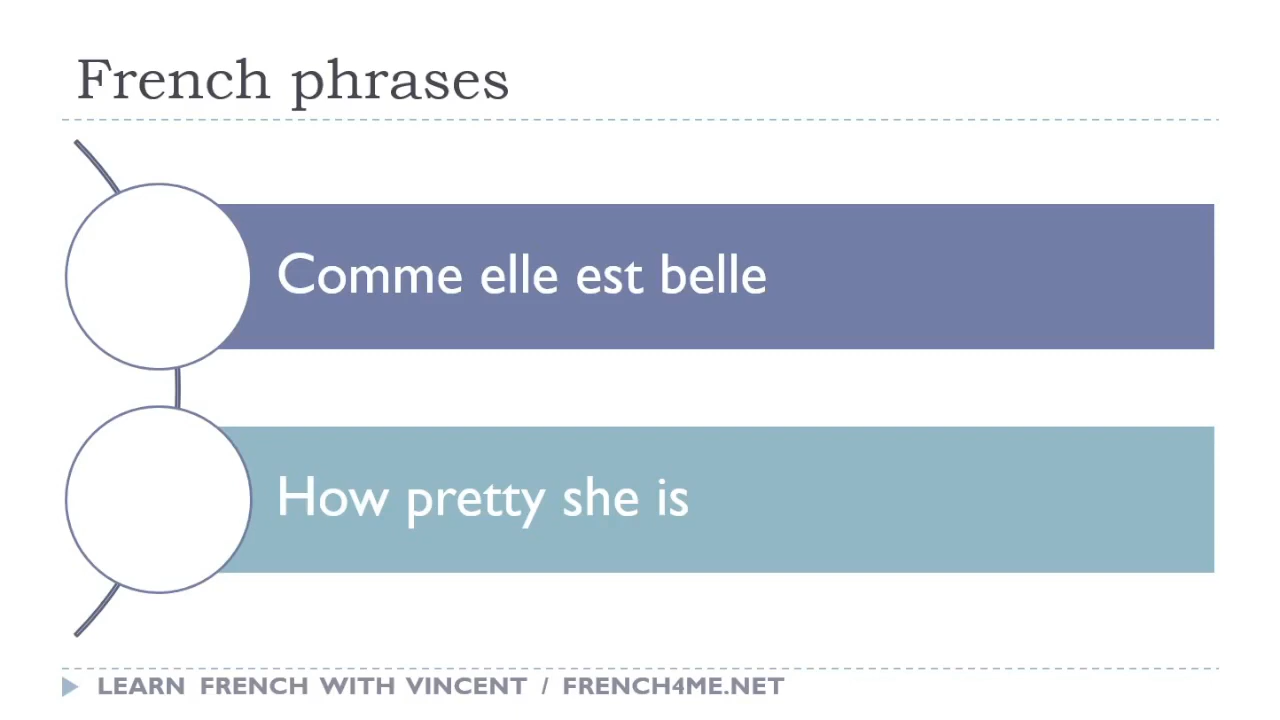 French phrases
Comme elle est belle
How pretty she is
LEARN FRENCH WITH VINCENT / FRENCH4ME.NET